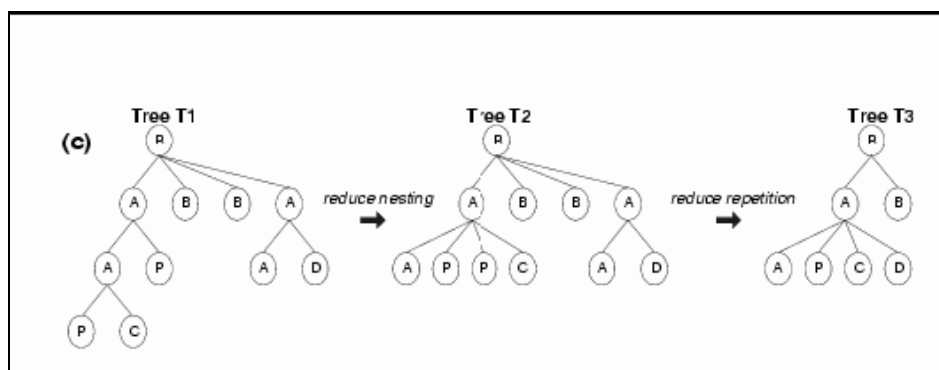 Tree T1 Tree T2 Tree T3
(c) R R R
A B B A reduce nesting A B B A reduce repetition A B
A P A D A P P C A D A P C D
P C